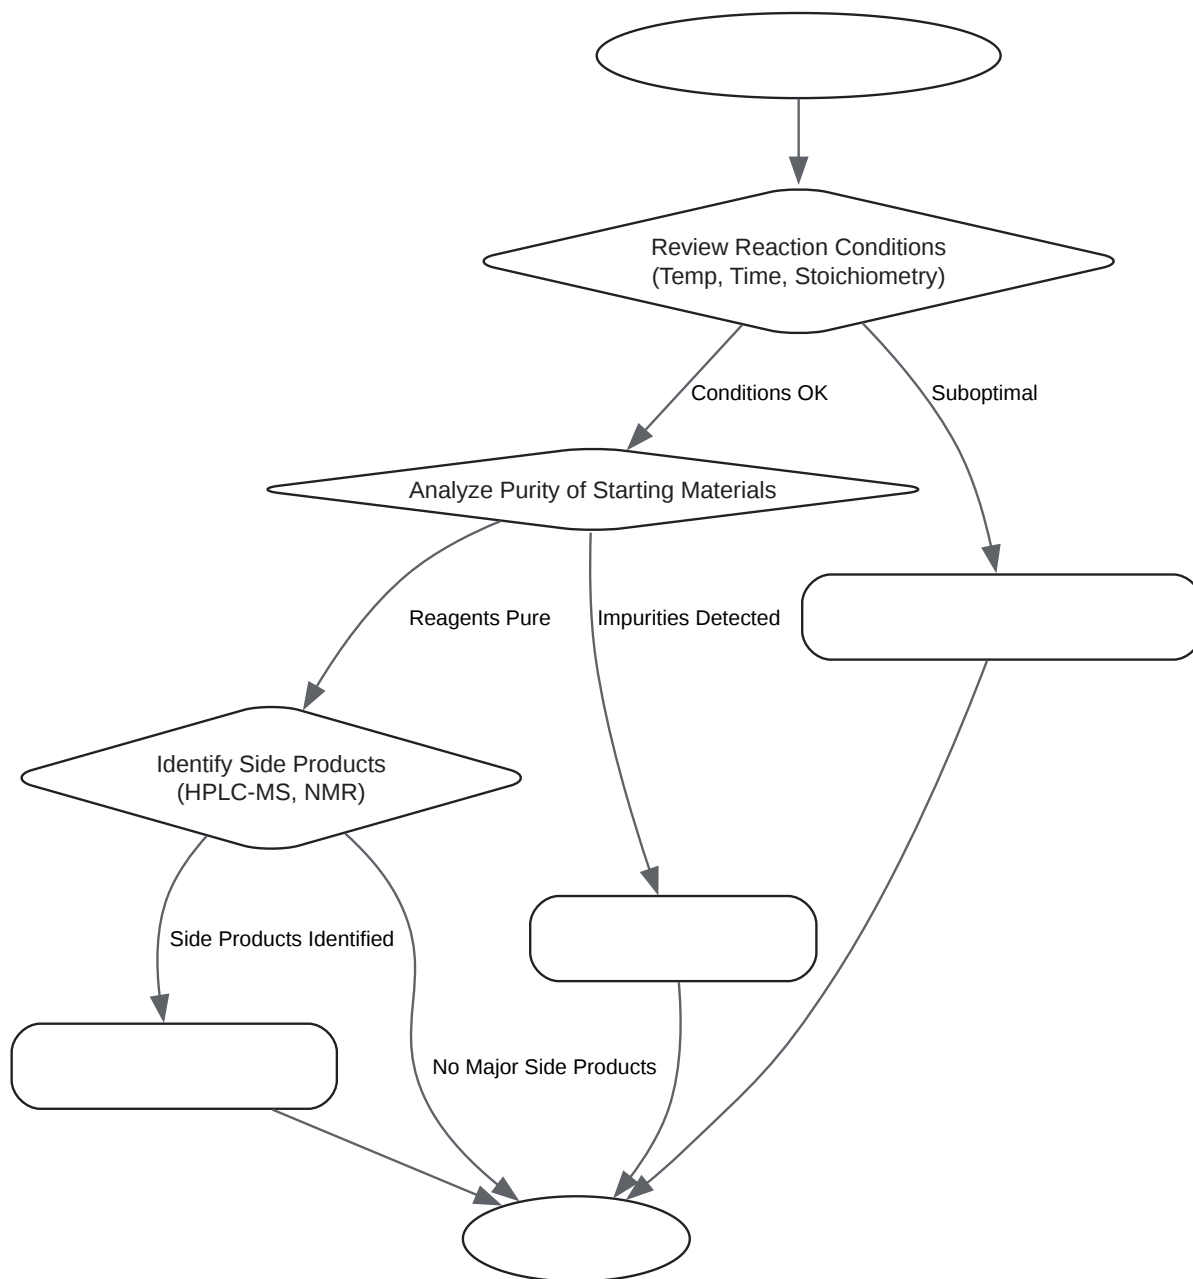 Review Reaction Conditions
(Temp, Time, Stoichiometry)
Conditions OK
Suboptimal
Analyze Purity of Starting Materials
Reagents Pure
Impurities Detected
Identify Side Products
(HPLC-MS, NMR)
Side Products Identified
No Major Side Products